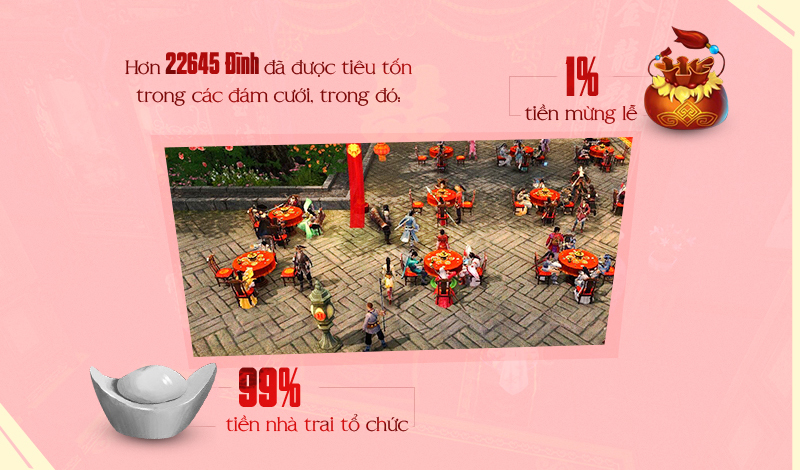 Hơn 22645 Đĩnh đã được tiêu tốn
trong các đám cưới, trong đó:
1%
tiền mừng lễ
99%
tiền nhà trai tổ chức